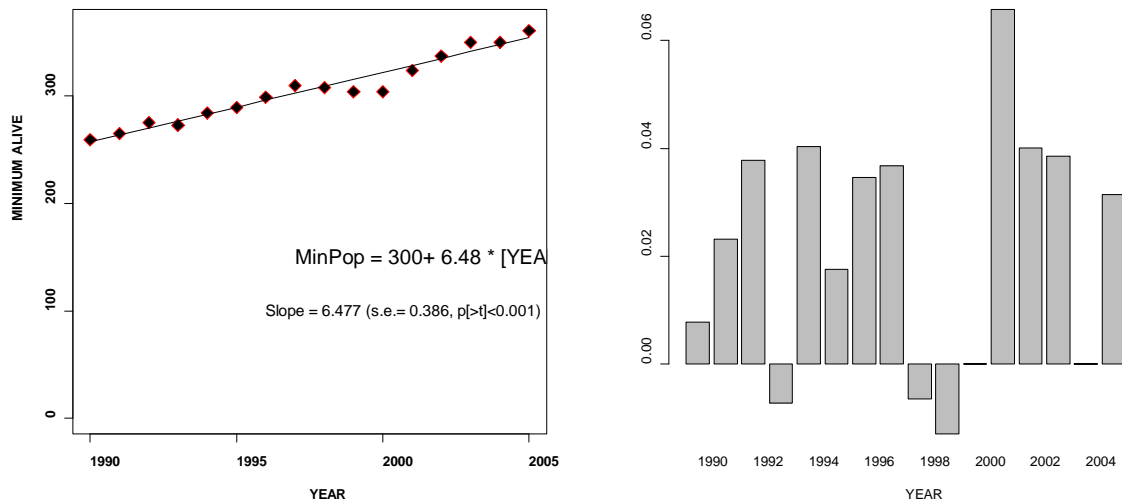 MINIMUM ALIVE
300
200
100
0
MinPop = 300+ 6.48 * [YEA
Slope = 6.477 (s.e.= 0.386, p[>t]<0.001)
1990 1995 2000 2005
YEAR
0.06
0.04
0.02
0.00
1990 1992 1994 1996 1998 2000 2002 2004
YEAR